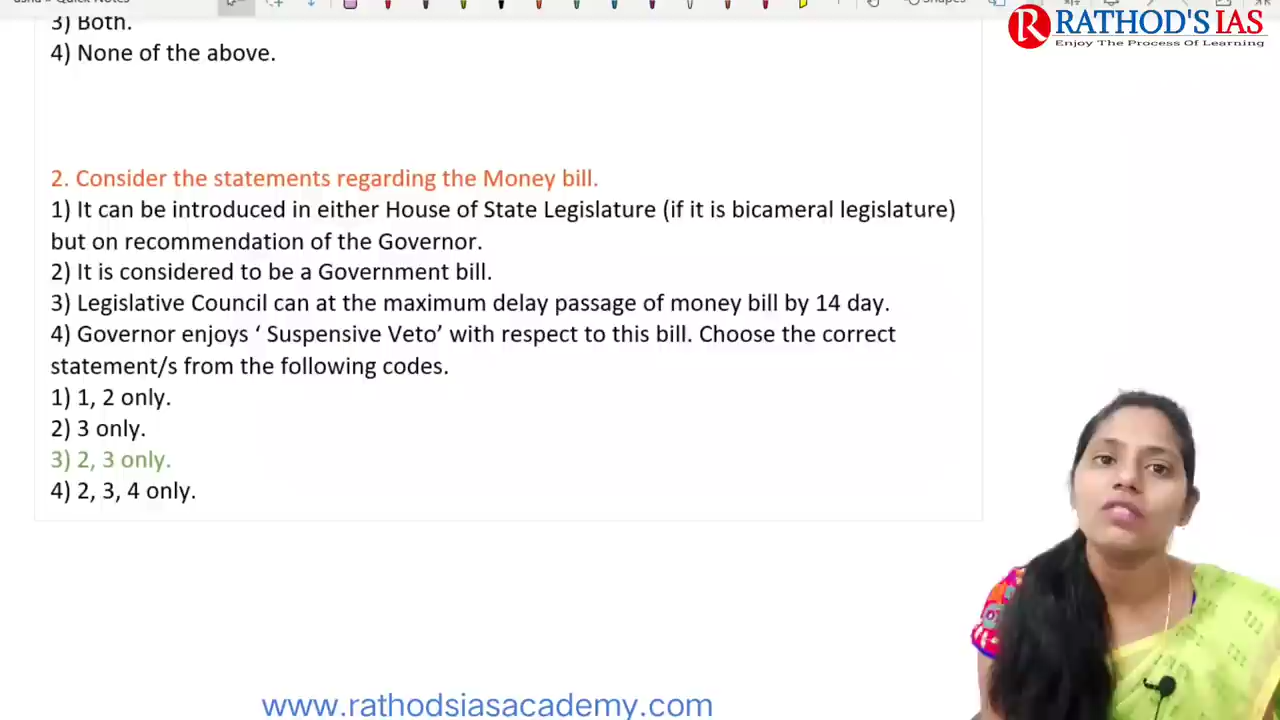 Shapes
3) Both.
4) None of the above.
RATHOD'S IAS
Enjoy The Process Of Learning
2. Consider the statements regarding the Money bill.
1) It can be introduced in either House of State Legislature (if it is bicameral legislature)
but on recommendation of the Governor.
2) It is considered to be a Government bill.
3) Legislative Council can at the maximum delay passage of money bill by 14 day.
4) Governor enjoys ‘ Suspensive Veto’ with respect to this bill. Choose the correct
statement/s from the following codes.
1) 1, 2 only.
2) 3 only.
3) 2, 3 only.
4) 2, 3, 4 only.
www.rathodsiasacademy.com